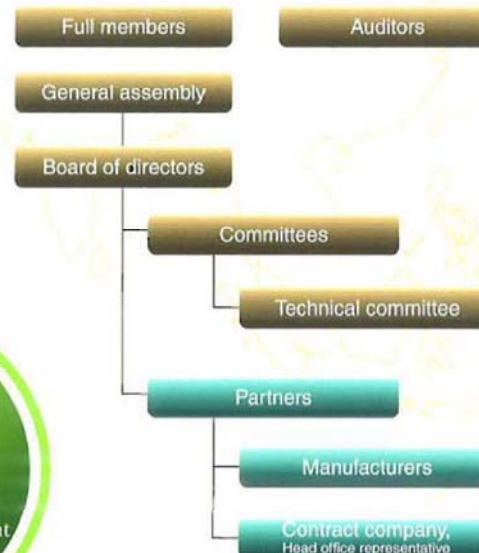 Full members
Auditors
General assembly
Board of directors
Committees
Technical committee
Partners
Manufacturers
Contract company,
Head office representative